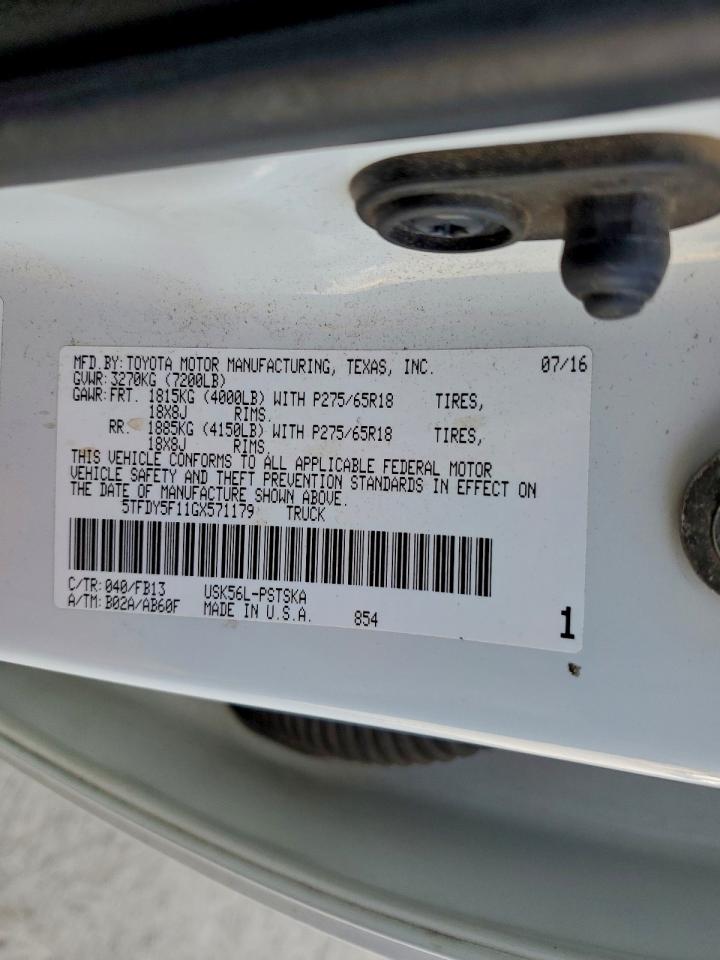 MFD.BY:TOYOTA MOTOR MANUFACTURING, TEXAS, INC. 07/16
GVWR:3270KG (7200LB)
GAWR:FRT. 1815KG (4000LB) WITH P275/65R18 TIRES,
18X8J RIMS.
RR. 1885KG (4150LB) WITH P275/65R18 TIRES,
18X8J RIMS.
THIS VEHICLE CONFORMS TO ALL APPLICABLE FEDERAL MOTOR
VEHICLE SAFETY AND THEFT PREVENTION STANDARDS IN EFFECT ON
THE DATE OF MANUFACTURE SHOWN ABOVE.
5TFDY5F11GX571179 TRUCK
C/TR:040/FB13 USK56L-PSTSKA
A/TM:B02A/AB60F MADE IN U.S.A. 854 1